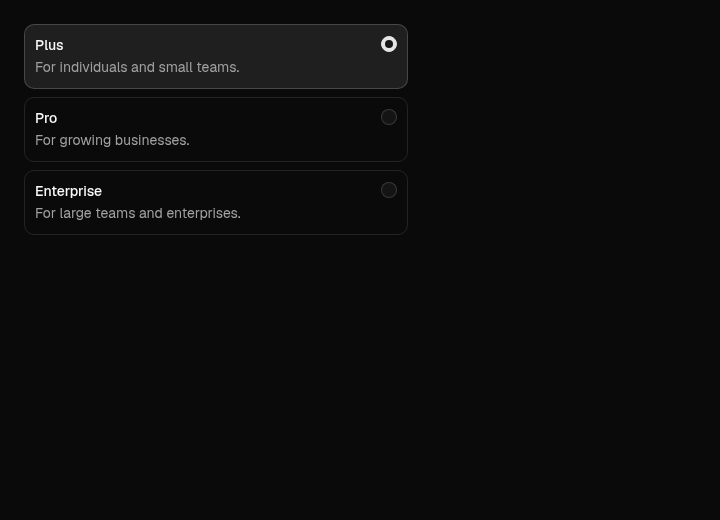 Plus
For individuals and small teams.
Pro
For growing businesses.
Enterprise
For large teams and enterprises.